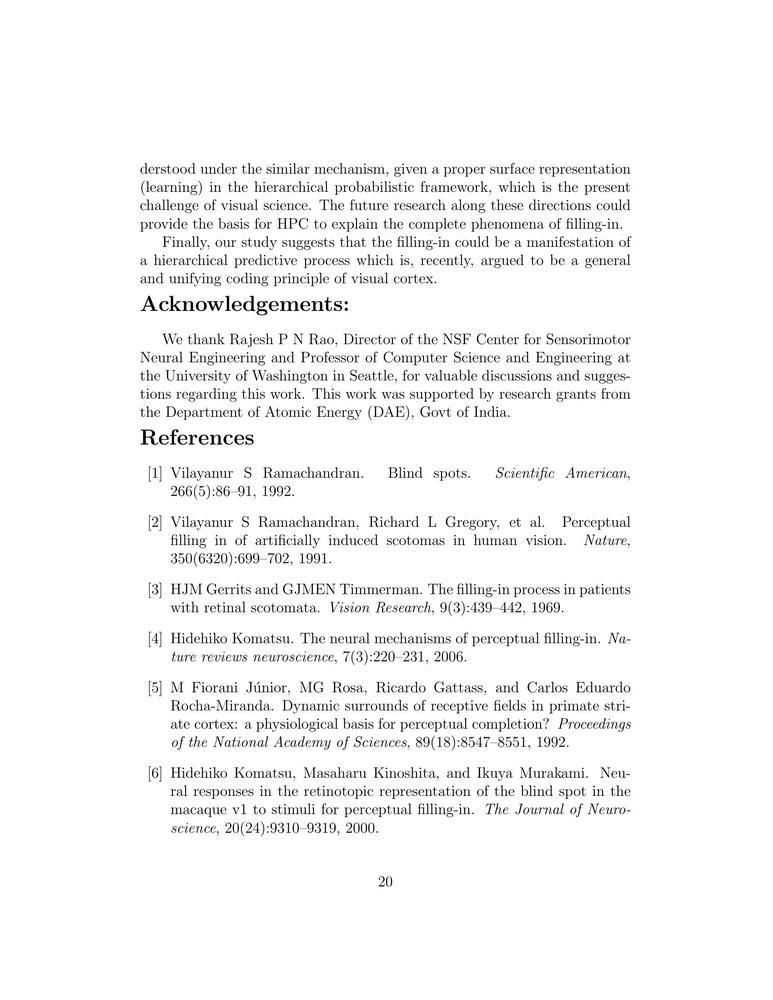 derstood under the similar mechanism, given a proper surface representation
(learning) in the hierarchical probabilistic framework, which is the present
challenge of visual science. The future research along these directions could
provide the basis for HPC to explain the complete phenomena of filling-in.
Finally, our study suggests that the filling-in could be a manifestation of
a hierarchical predictive process which is, recently, argued to be a general
and unifying coding principle of visual cortex.
Acknowledgements:
We thank Rajesh P N Rao, Director of the NSF Center for Sensorimotor
Neural Engineering and Professor of Computer Science and Engineering at
the University of Washington in Seattle, for valuable discussions and sugges-
tions regarding this work. This work was supported by research grants from
the Department of Atomic Energy (DAE), Govt of India.
References
[1] Vilayanur S Ramachandran. Blind spots. Scientific American,
266(5):86–91, 1992.
[2] Vilayanur S Ramachandran, Richard L Gregory, et al. Perceptual
filling in of artificially induced scotomas in human vision. Nature,
350(6320):699–702, 1991.
[3] HJM Gerrits and GJMEN Timmerman. The filling-in process in patients
with retinal scotomata. Vision Research, 9(3):439–442, 1969.
[4] Hidehiko Komatsu. The neural mechanisms of perceptual filling-in. Na-
ture reviews neuroscience, 7(3):220–231, 2006.
[5] M Fiorani Júnior, MG Rosa, Ricardo Gattass, and Carlos Eduardo
Rocha-Miranda. Dynamic surrounds of receptive fields in primate stri-
ate cortex: a physiological basis for perceptual completion? Proceedings
of the National Academy of Sciences, 89(18):8547–8551, 1992.
[6] Hidehiko Komatsu, Masaharu Kinoshita, and Ikuya Murakami. Neu-
ral responses in the retinotopic representation of the blind spot in the
macaque v1 to stimuli for perceptual filling-in. The Journal of Neuro-
science, 20(24):9310–9319, 2000.
20